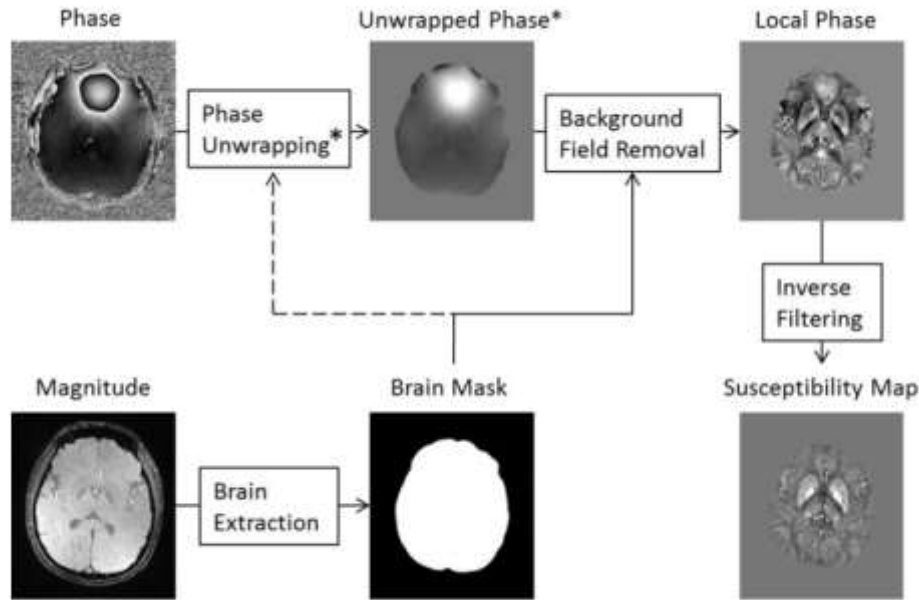 Phase
Unwrapped Phase*
Local Phase
Phase
Unwrapping*
Background
Field Removal
Inverse
Filtering
Magnitude
Brain Mask
Susceptibility Map
Brain
Extraction